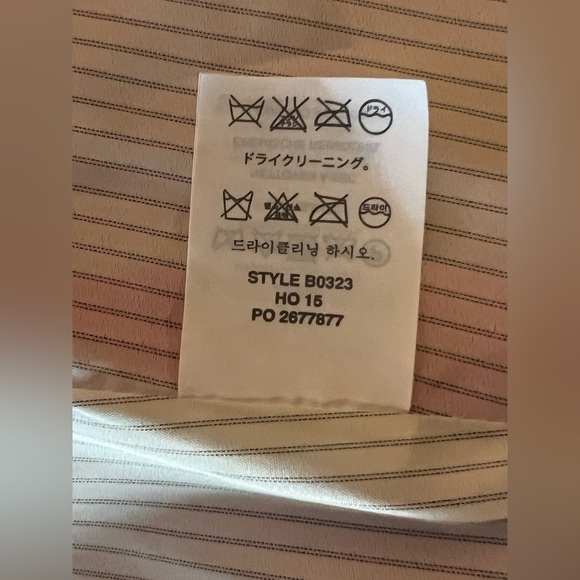 ドライ
ドライクリーニング。
드라이
드라이클리닝 하시오.
STYLE B0323
HO 15
PO 2677877